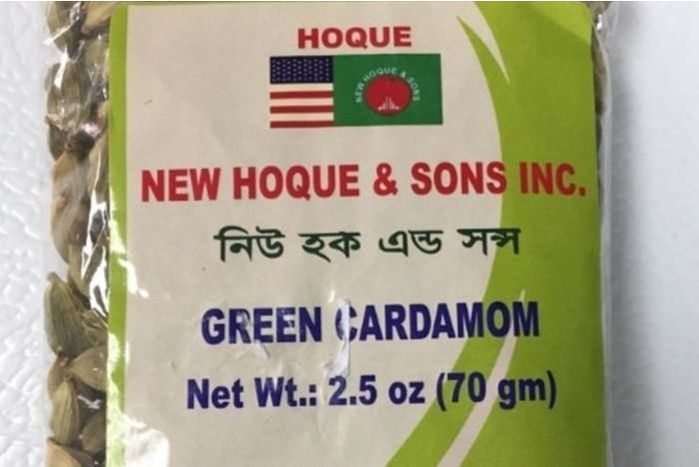 HOQUE
NEW HOQUE & SONS
NEW HOQUE & SONS INC.
নিউ হক এন্ড সন্স
GREEN CARDAMOM
Net Wt.: 2.5 oz (70 gm)